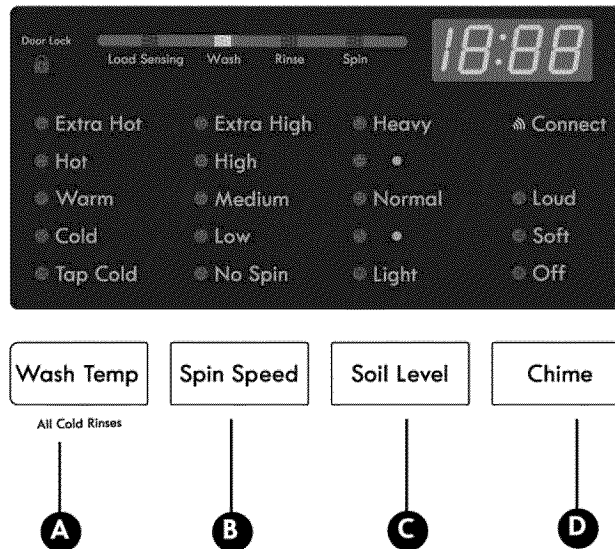 Door Lock
Load Sensing Wash Rinse Spin
18:88
Extra Hot Extra High Heavy Connect
Hot High
Warm Medium Normal Loud
Cold Low Soft
Tap Cold No Spin Light Off
Wash Temp Spin Speed Soil Level Chime
All Cold Rinses
A B C D